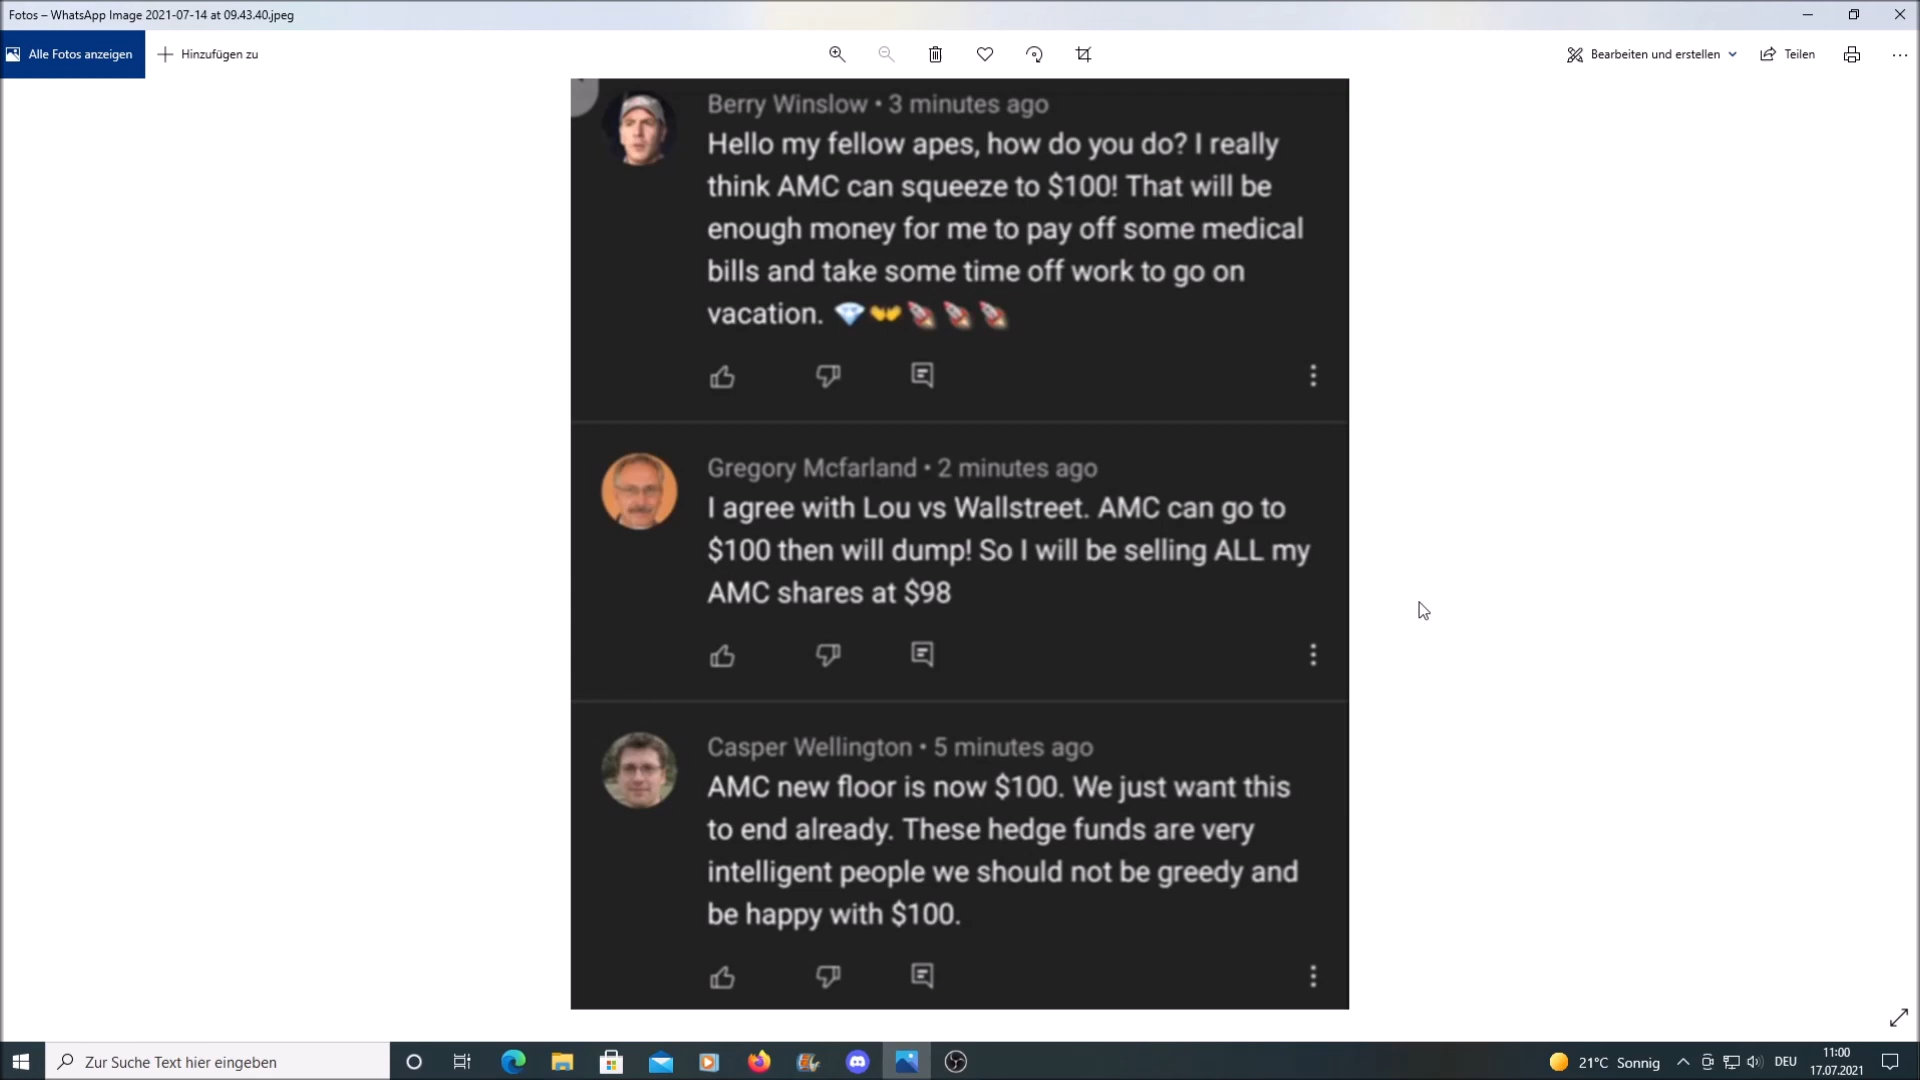 Fotos – WhatsApp Image 2021-07-14 at 09.43.40.jpeg
Alle Fotos anzeigen
Hinzufügen zu
Bearbeiten und erstellen
Teilen
Berry Winslow • 3 minutes ago
Hello my fellow apes, how do you do? I really
think AMC can squeeze to $100! That will be
enough money for me to pay off some medical
bills and take some time off work to go on
vacation. 💎👐🚀🚀🚀
Gregory Mcfarland • 2 minutes ago
I agree with Lou vs Wallstreet. AMC can go to
$100 then will dump! So I will be selling ALL my
AMC shares at $98
Casper Wellington • 5 minutes ago
AMC new floor is now $100. We just want this
to end already. These hedge funds are very
intelligent people we should not be greedy and
be happy with $100.
Zur Suche Text hier eingeben
21°C Sonnig
DEU
11:00
17.07.2021